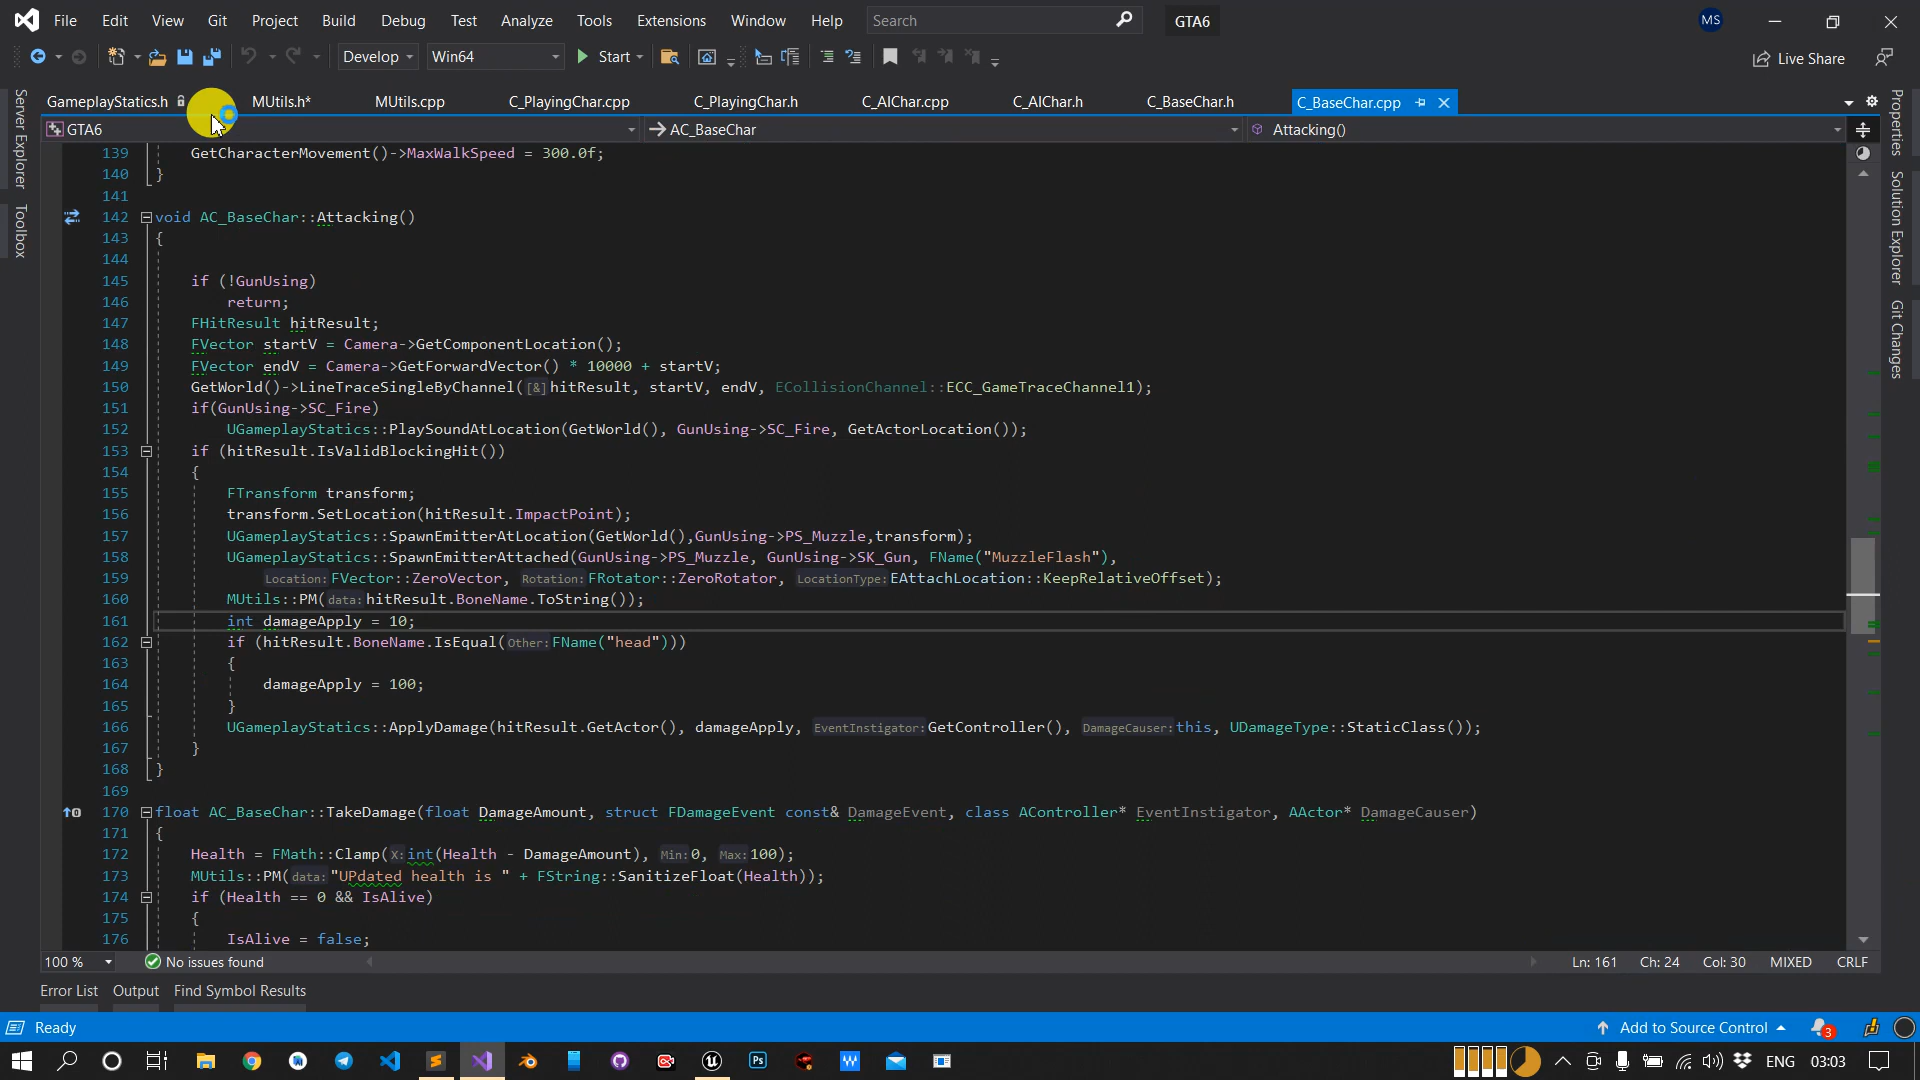 File Edit View Git Project Build Debug Test Analyze Tools Extensions Window Help Search GTA6 MS
Develop Win64 Start Live Share
GameplayStatics.h MUtils.h* MUtils.cpp C_PlayingChar.cpp C_PlayingChar.h C_AIChar.cpp C_AIChar.h C_BaseChar.h C_BaseChar.cpp
GTA6 AC_BaseChar Attacking()
Server Explorer
Toolbox
Properties
Solution Explorer
Git Changes
139 GetCharacterMovement()->MaxWalkSpeed = 300.0f;
140 }
141
142 void AC_BaseChar::Attacking()
143 {
144
145 if (!GunUsing)
146 return;
147 FHitResult hitResult;
148 FVector startV = Camera->GetComponentLocation();
149 FVector endV = Camera->GetForwardVector() * 10000 + startV;
150 GetWorld()->LineTraceSingleByChannel([&]hitResult, startV, endV, ECollisionChannel::ECC_GameTraceChannel1);
151 if(GunUsing->SC_Fire)
152 UGameplayStatics::PlaySoundAtLocation(GetWorld(), GunUsing->SC_Fire, GetActorLocation());
153 if (hitResult.IsValidBlockingHit())
154 {
155 FTransform transform;
156 transform.SetLocation(hitResult.ImpactPoint);
157 UGameplayStatics::SpawnEmitterAtLocation(GetWorld(),GunUsing->PS_Muzzle,transform);
158 UGameplayStatics::SpawnEmitterAttached(GunUsing->PS_Muzzle, GunUsing->SK_Gun, FName("MuzzleFlash"),
159 Location:FVector::ZeroVector, Rotation:FRotator::ZeroRotator, LocationType:EAttachLocation::KeepRelativeOffset);
160 MUtils::PM(data:hitResult.BoneName.ToString());
161 int damageApply = 10;
162 if (hitResult.BoneName.IsEqual(Other:FName("head")))
163 {
164 damageApply = 100;
165 }
166 UGameplayStatics::ApplyDamage(hitResult.GetActor(), damageApply, EventInstigator:GetController(), DamageCauser:this, UDamageType::StaticClass());
167 }
168 }
169
170 float AC_BaseChar::TakeDamage(float DamageAmount, struct FDamageEvent const& DamageEvent, class AController* EventInstigator, AActor* DamageCauser)
171 {
172 Health = FMath::Clamp(X:int(Health - DamageAmount), Min:0, Max:100);
173 MUtils::PM(data:"UPdated health is " + FString::SanitizeFloat(Health));
174 if (Health == 0 && IsAlive)
175 {
176 IsAlive = false;
100 % No issues found Ln: 161 Ch: 24 Col: 30 MIXED CRLF
Error List Output Find Symbol Results
Ready Add to Source Control 3
Ps W ENG 03:03